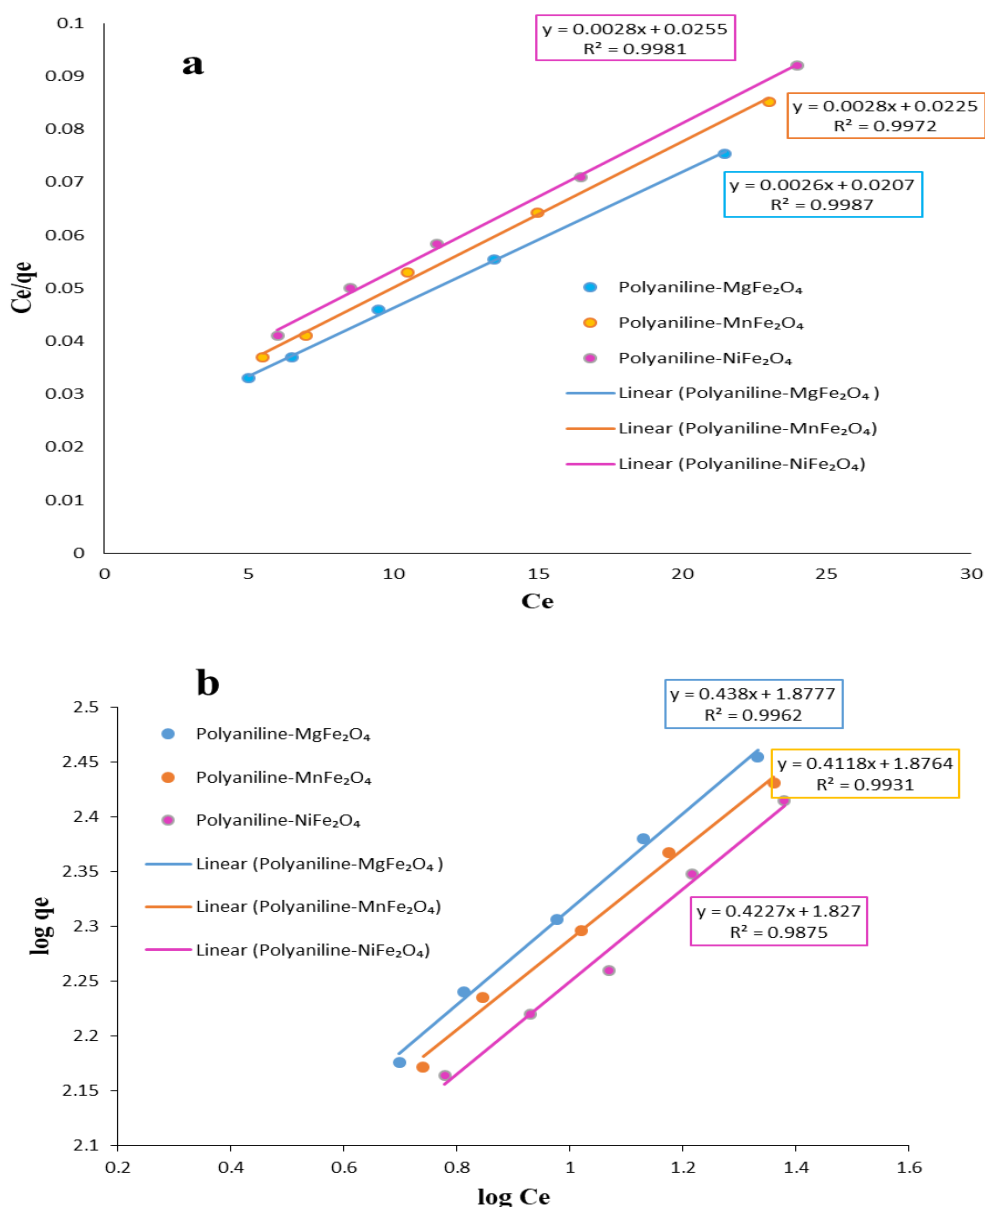 a
y = 0.0028x + 0.0255
R² = 0.9981
y = 0.0028x + 0.0225
R² = 0.9972
y = 0.0026x + 0.0207
R² = 0.9987
0.1
0.09
0.08
0.07
0.06
0.05
0.04
0.03
0.02
0.01
0
Ce/qe
Polyaniline-MgFe₂O₄
Polyaniline-MnFe₂O₄
Polyaniline-NiFe₂O₄
Linear (Polyaniline-MgFe₂O₄ )
Linear (Polyaniline-MnFe₂O₄)
Linear (Polyaniline-NiFe₂O₄)
0 5 10 15 20 25 30
Ce
b
y = 0.438x + 1.8777
R² = 0.9962
y = 0.4118x + 1.8764
R² = 0.9931
y = 0.4227x + 1.827
R² = 0.9875
2.5
2.45
2.4
2.35
2.3
2.25
2.2
2.15
2.1
log qe
Polyaniline-MgFe₂O₄
Polyaniline-MnFe₂O₄
Polyaniline-NiFe₂O₄
Linear (Polyaniline-MgFe₂O₄ )
Linear (Polyaniline-MnFe₂O₄)
Linear (Polyaniline-NiFe₂O₄)
0.2 0.4 0.6 0.8 1 1.2 1.4 1.6
log Ce